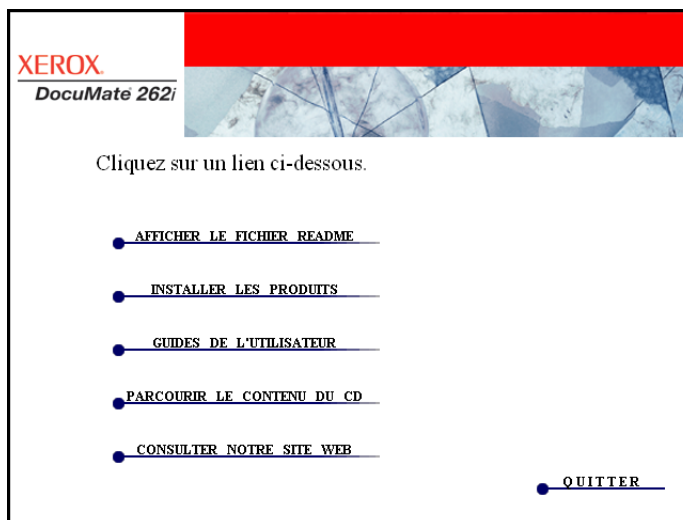 XEROX.
DocuMate 262i
Cliquez sur un lien ci-dessous.
AFFICHER LE FICHIER README
INSTALLER LES PRODUITS
GUIDES DE L'UTILISATEUR
PARCOURIR LE CONTENU DU CD
CONSULTER NOTRE SITE WEB
QUITTER